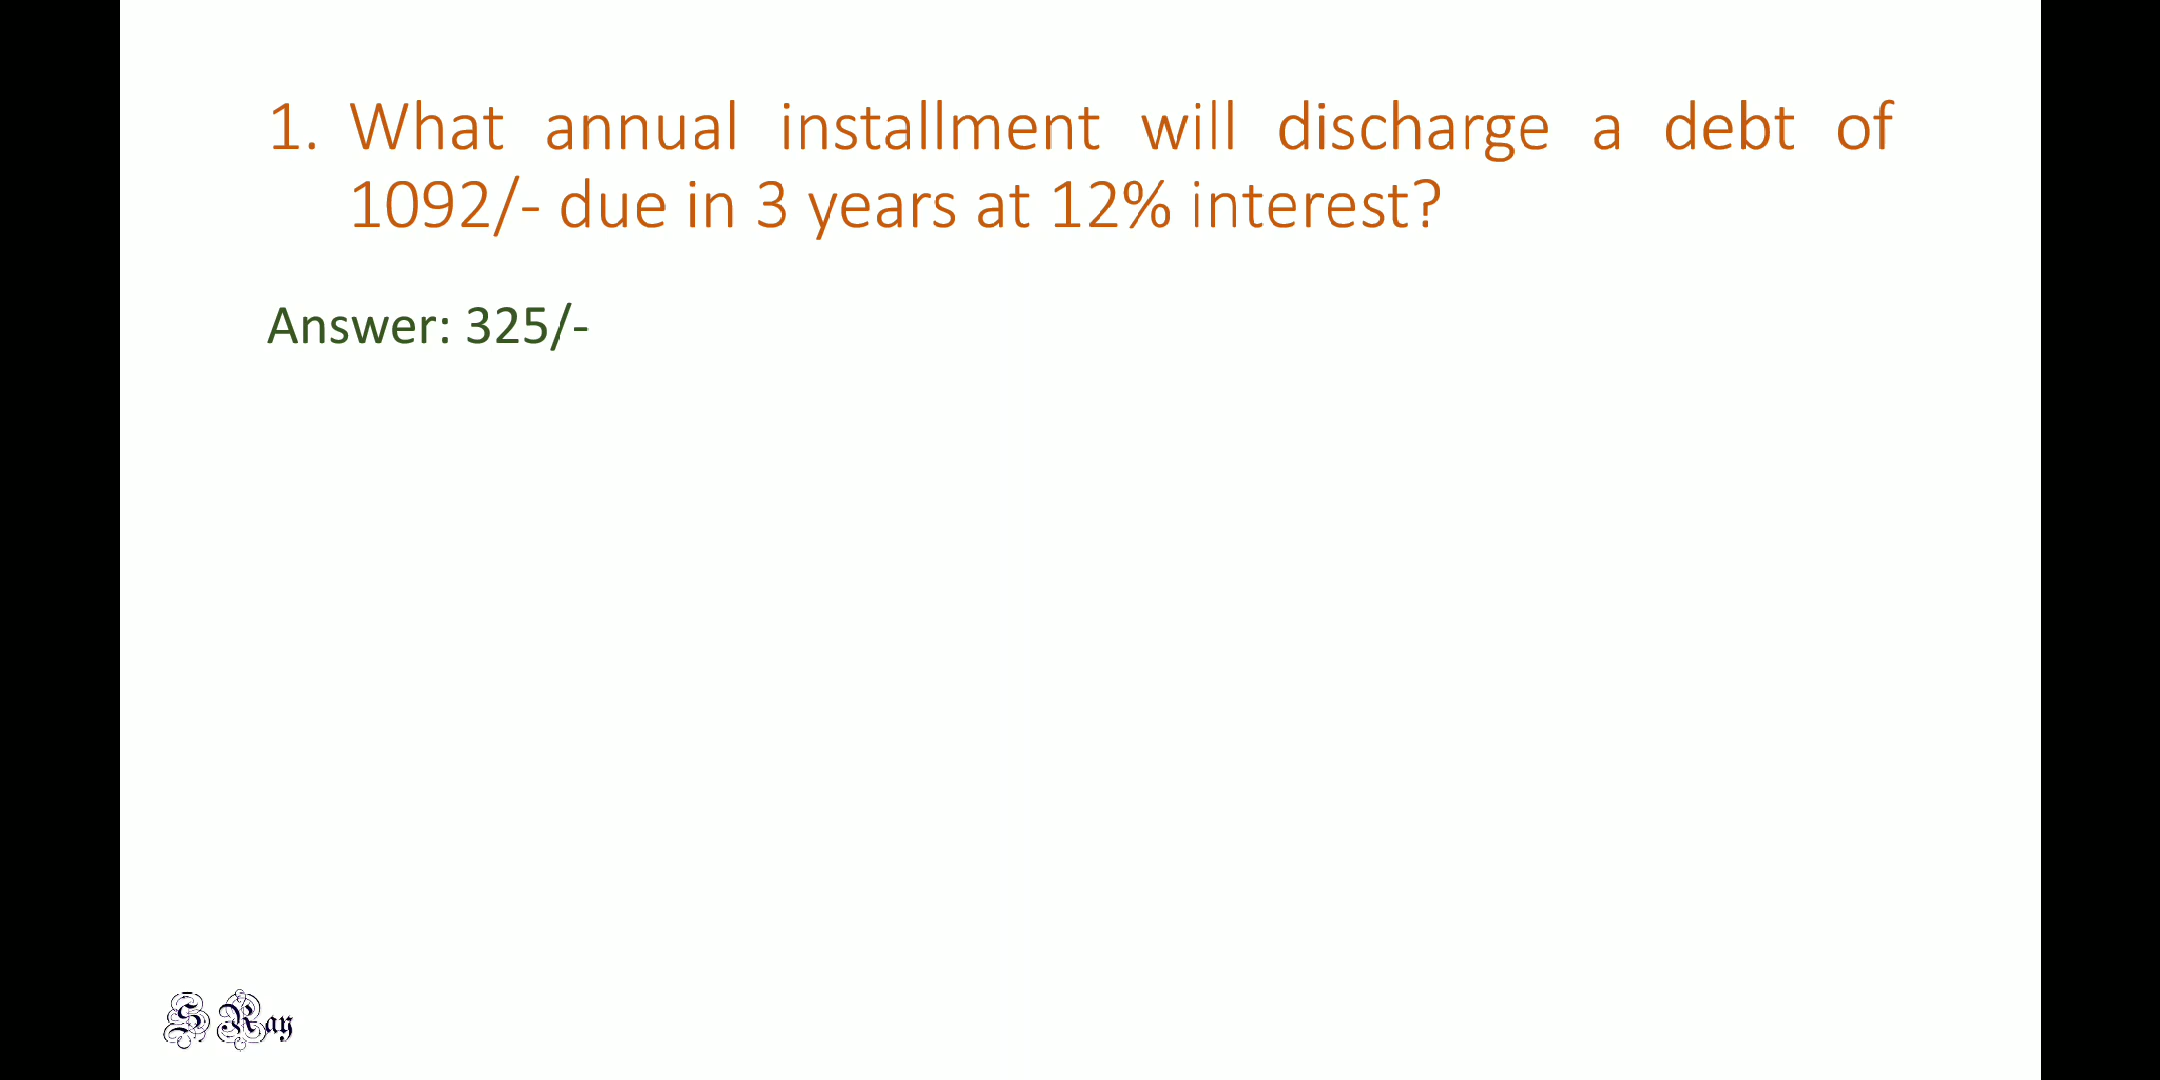 1. What annual installment will discharge a debt of
1092/- due in 3 years at 12% interest?
Answer: 325/-
S Ray